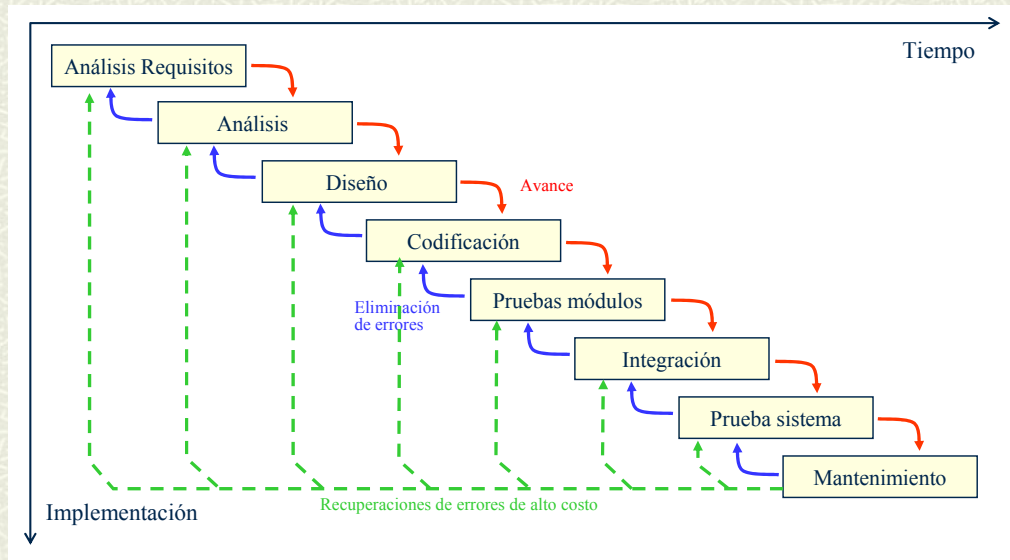 Tiempo
Análisis Requisitos
Análisis
Diseño
Avance
Codificación
Pruebas módulos
Eliminación
de errores
Integración
Prueba sistema
Mantenimiento
Recuperaciones de errores de alto costo
Implementación